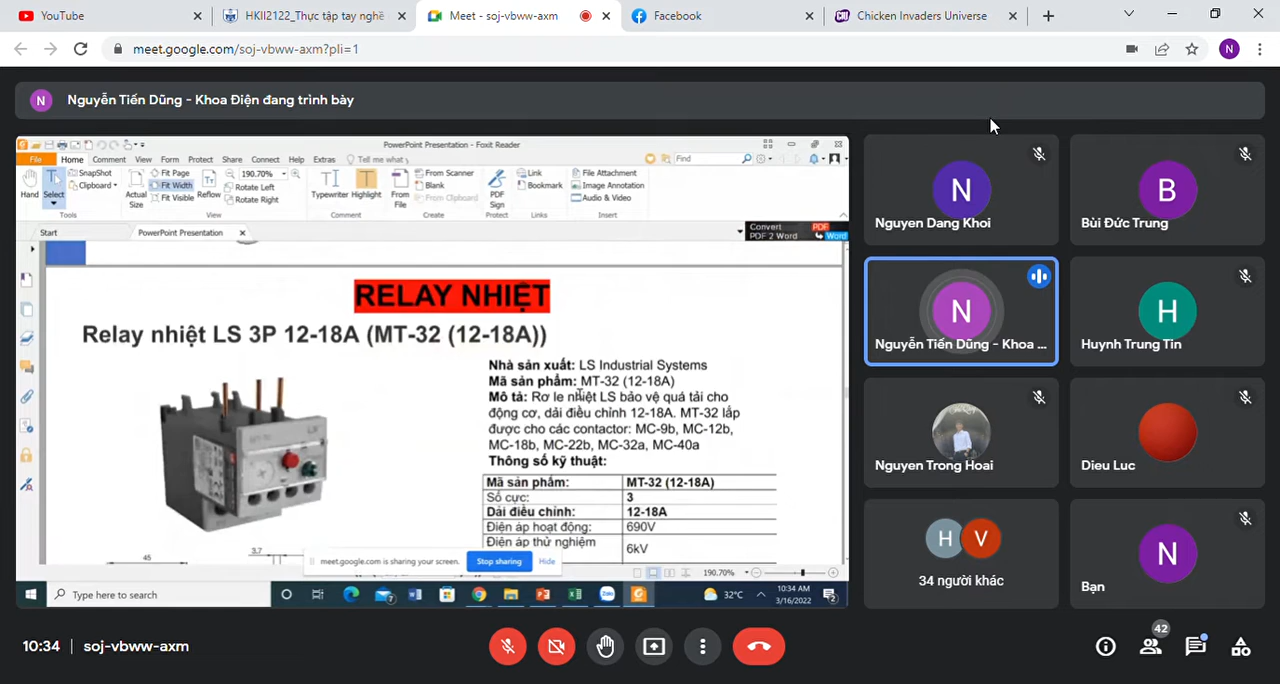 YouTube
HKII2122_Thực tập tay nghề
Meet - soj-vbww-axm
Facebook
Chicken Invaders Universe
meet.google.com/soj-vbww-axm?pli=1
N
N
Nguyễn Tiến Dũng - Khoa Điện đang trình bày
PowerPoint Presentation - Foxit Reader
File Home Comment View Form Protect Share Connect Help Extras Tell me what
Find
Hand
Select
SnapShot
Clipboard
Tools
Actual Size
Fit Page
Fit Width
Fit Visible
Reflow
190.70%
Rotate Left
Rotate Right
View
Typewriter
Highlight
Comment
From File
From Scanner
Blank
From Clipboard
Create
PDF Sign
Protect
Link
Bookmark
Links
File Attachment
Image Annotation
Audio & Video
Insert
Start
PowerPoint Presentation
Convert PDF
PDF 2 Word Word
RELAY NHIỆT
Relay nhiệt LS 3P 12-18A (MT-32 (12-18A))
Nhà sản xuất: LS Industrial Systems
Mã sản phẩm: MT-32 (12-18A)
Mô tả: Rơ le nhiệt LS bảo vệ quá tải cho
động cơ, dải điều chỉnh 12-18A. MT-32 lắp
được cho các contactor: MC-9b, MC-12b,
MC-18b, MC-22b, MC-32a, MC-40a
Thông số kỹ thuật:
Mã sản phẩm: MT-32 (12-18A)
Số cực: 3
Dải điều chỉnh: 12-18A
Điện áp hoạt động: 690V
Điện áp thử nghiệm 6kV
45
3.7
meet.google.com is sharing your screen.
Stop sharing
Hide
190.70%
Type here to search
Zalo
32°C
10:34 AM
3/16/2022
2
N
Nguyen Dang Khoi
B
Bùi Đức Trung
N
Nguyễn Tiến Dũng - Khoa ...
H
Huynh Trung Tin
Nguyen Trong Hoai
Dieu Luc
H V
34 người khác
N
Bạn
10:34 | soj-vbww-axm
42